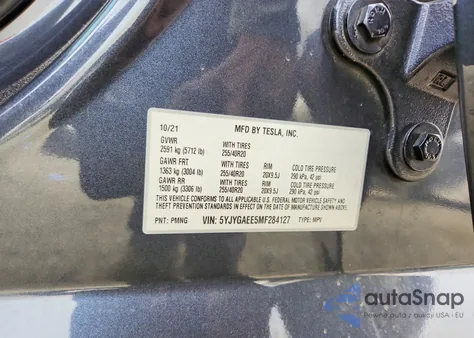 10/21 MFD BY TESLA, INC.
GVWR
2591 kg (5712 lb) WITH TIRES 255/40R20
GAWR FRT WITH TIRES RIM COLD TIRE PRESSURE
1363 kg (3004 lb) 255/40R20 20X9.5J 290 kPa, 42 psi
GAWR RR WITH TIRES RIM COLD TIRE PRESSURE
1500 kg (3306 lb) 255/40R20 20X9.5J 290 kPa, 42 psi
THIS VEHICLE CONFORMS TO ALL APPLICABLE U.S. FEDERAL MOTOR VEHICLE SAFETY AND
THEFT PREVENTION STANDARDS IN EFFECT ON THE DATE OF MANUFACTURE SHOWN ABOVE.
PNT: PMNG VIN: 5YJYGAEE5MF284127 TYPE: MPV
autoSnap
Pewne auto z USA i EU